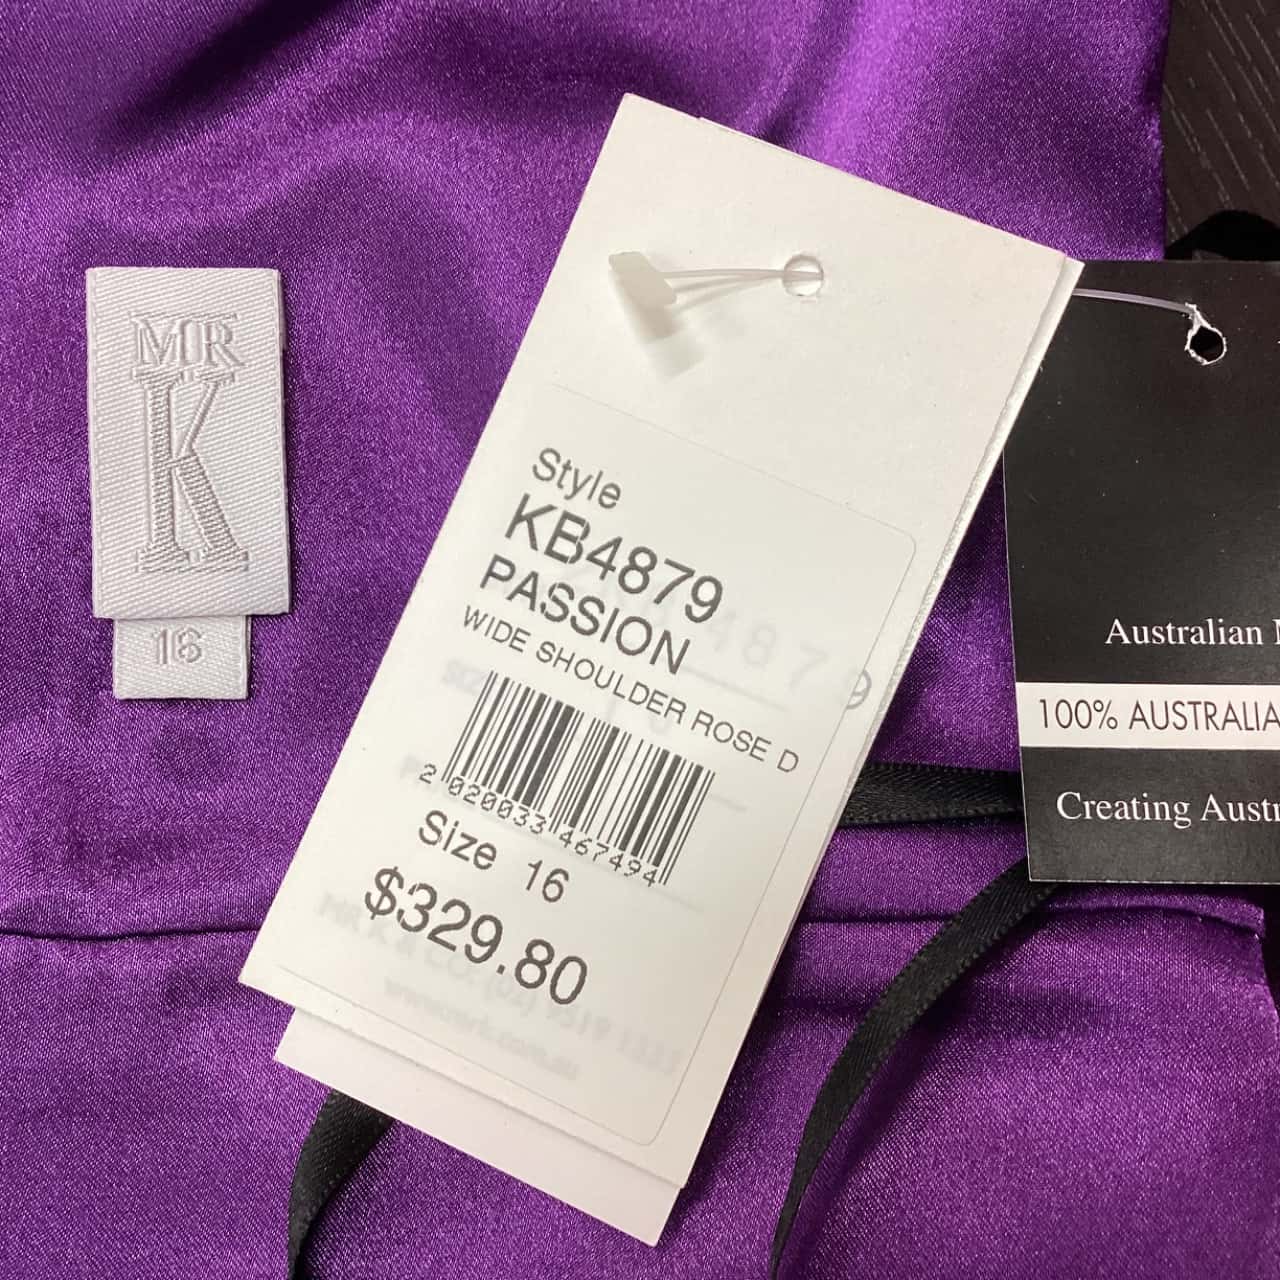 MR
K
16
Style
KB4879
PASSION
WIDE SHOULDER ROSE D
2 020033 467494
Size 16
$329.80
Australian
100% AUSTRALIA
Creating Austr